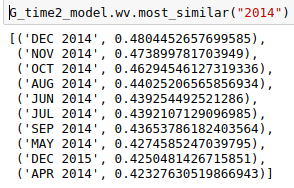 G_time2_model.wv.most_similar("2014")
[('DEC 2014', 0.4804452657699585),
('NOV 2014', 0.473899781703949),
('OCT 2014', 0.46294546127319336),
('AUG 2014', 0.44025206565856934),
('JUN 2014', 0.439254492521286),
('JUL 2014', 0.4392107129096985),
('SEP 2014', 0.43653786182403564),
('MAY 2014', 0.4274585247039795),
('DEC 2015', 0.4250481426715851),
('APR 2014', 0.42327630519866943)]